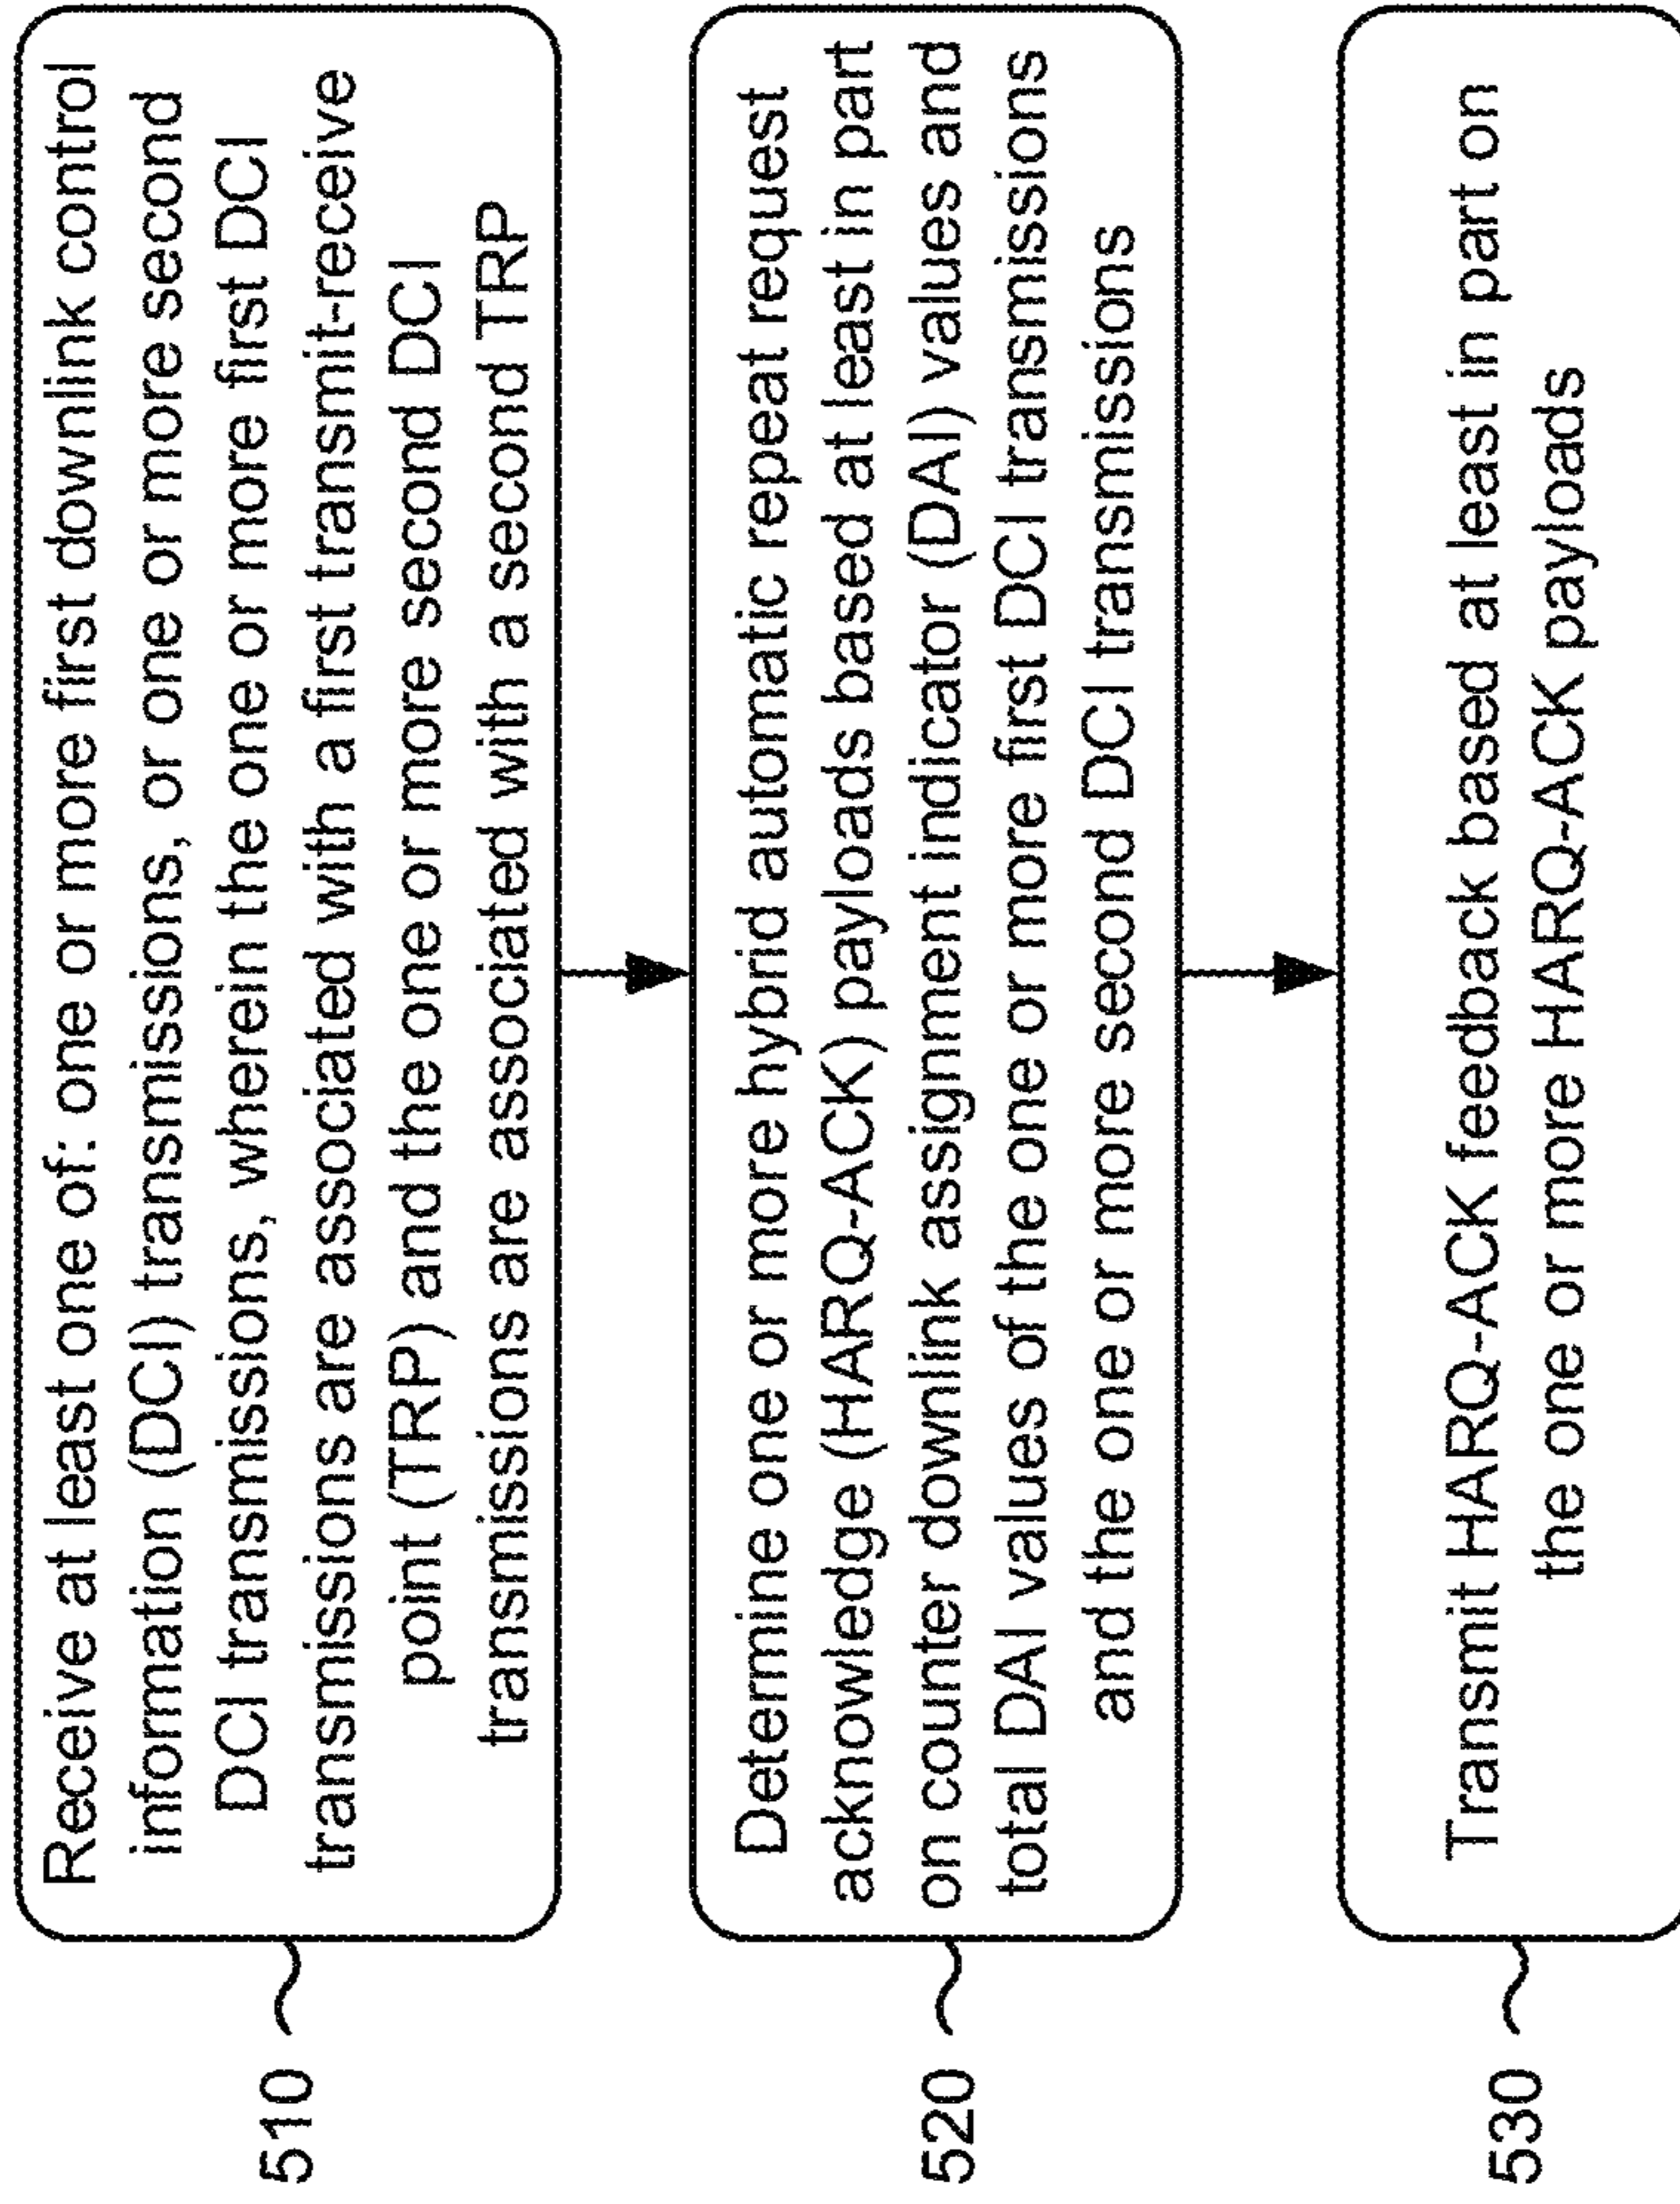 Receive at least one of: one or more first downlink control
information (DCI) transmissions, or one or more second
DCI transmissions, wherein the one or more first DCI
transmissions are associated with a first transmit-receive
point (TRP) and the one or more second DCI
transmissions are associated with a second TRP
510
Determine one or more hybrid automatic repeat request
acknowledge (HARQ-ACK) payloads based at least in part
on counter downlink assignment indicator (DAI) values and
total DAI values of the one or more first DCI transmissions
and the one or more second DCI transmissions
520
Transmit HARQ-ACK feedback based at least in part on
the one or more HARQ-ACK payloads
530